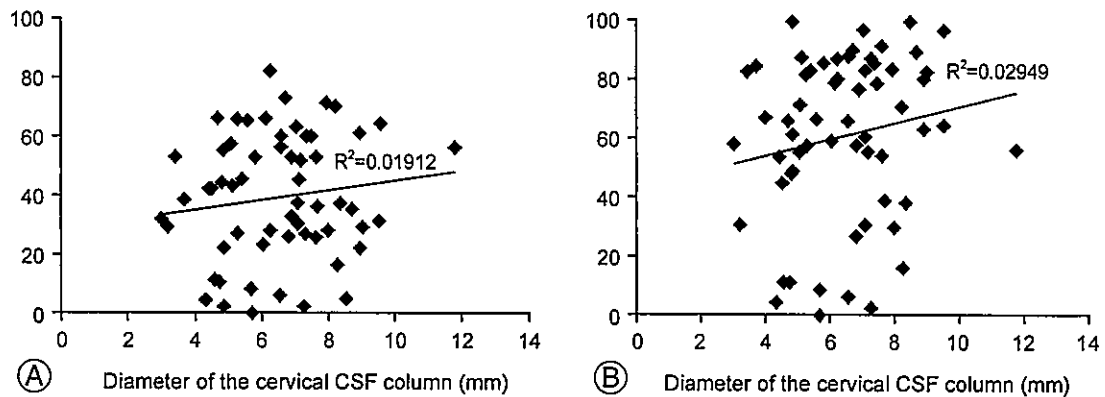 100
80
60
40
20
0
R²=0.01912
0 2 4 6 8 10 12 14
Ⓐ Diameter of the cervical CSF column (mm)
100
80
60
40
20
0
R²=0.02949
0 2 4 6 8 10 12 14
Ⓑ Diameter of the cervical CSF column (mm)